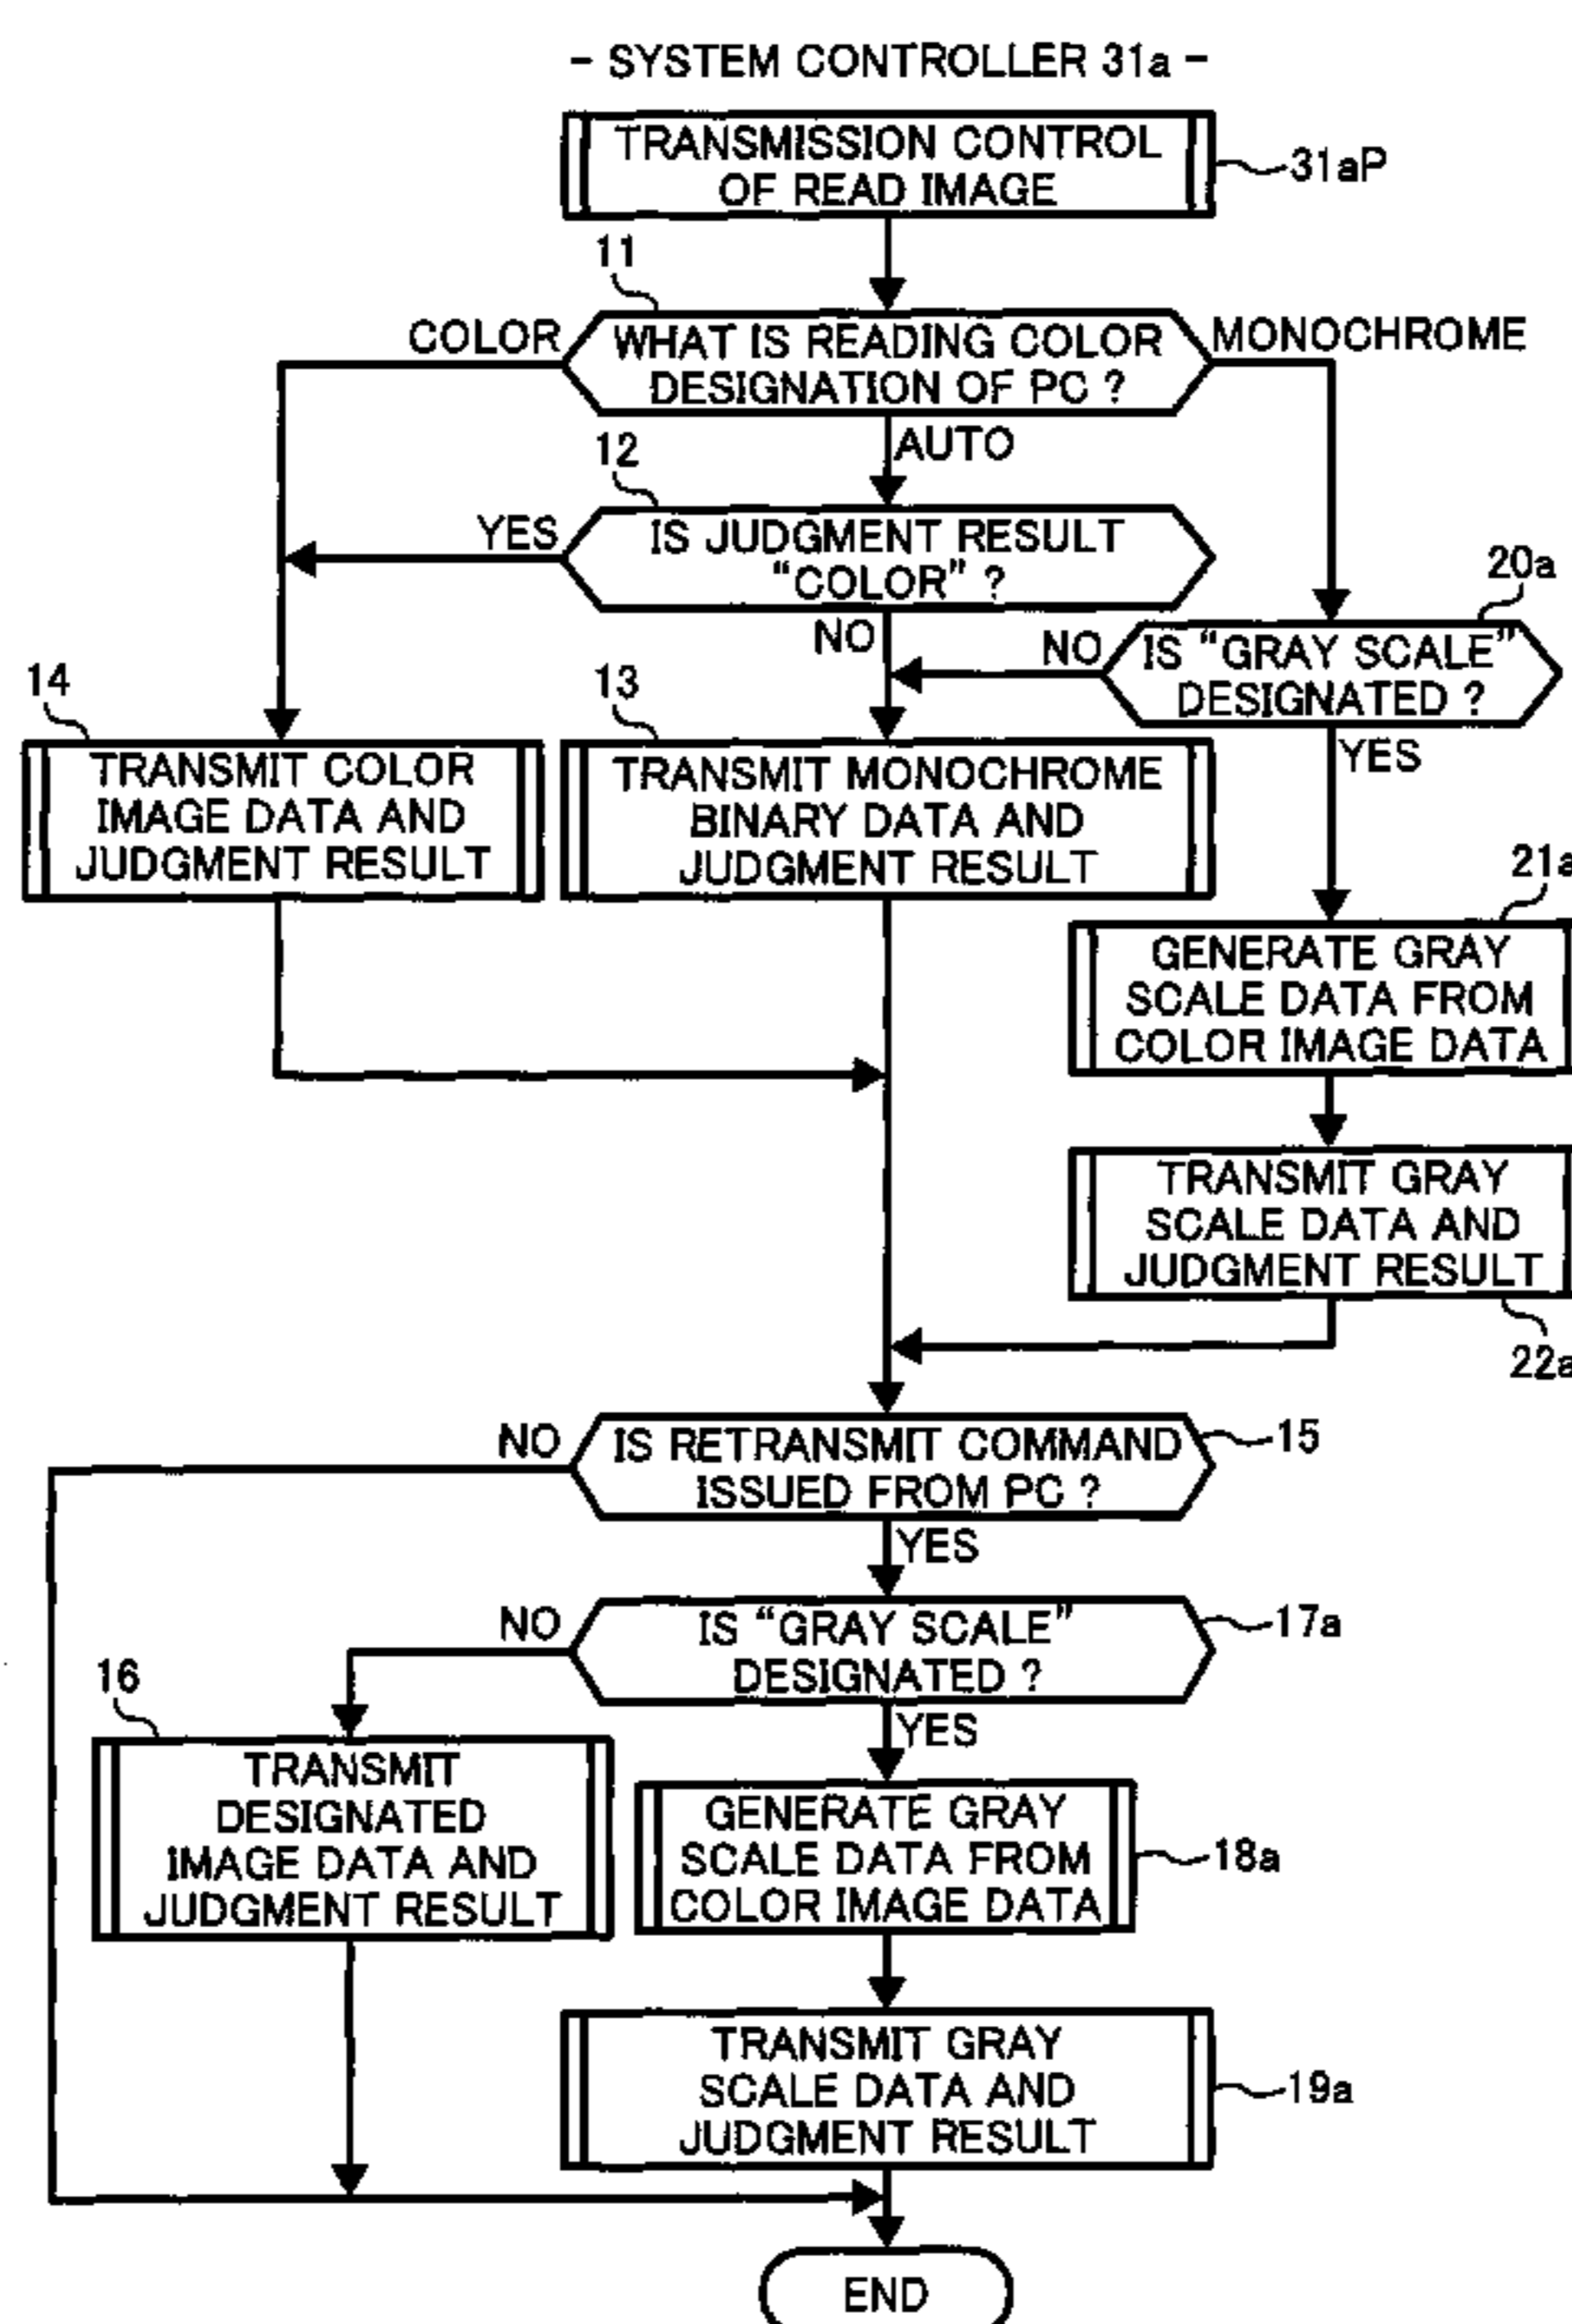 - SYSTEM CONTROLLER 31a -
TRANSMISSION CONTROL
OF READ IMAGE
31aP
11
COLOR
WHAT IS READING COLOR
DESIGNATION OF PC ?
MONOCHROME
AUTO
12
YES
IS JUDGMENT RESULT
“COLOR” ?
NO
20a
NO
IS “GRAY SCALE”
DESIGNATED ?
YES
14
TRANSMIT COLOR
IMAGE DATA AND
JUDGMENT RESULT
13
TRANSMIT MONOCHROME
BINARY DATA AND
JUDGMENT RESULT
21a
GENERATE GRAY
SCALE DATA FROM
COLOR IMAGE DATA
TRANSMIT GRAY
SCALE DATA AND
JUDGMENT RESULT
22a
NO
IS RETRANSMIT COMMAND
ISSUED FROM PC ?
15
YES
NO
IS “GRAY SCALE”
DESIGNATED ?
17a
YES
16
TRANSMIT
DESIGNATED
IMAGE DATA AND
JUDGMENT RESULT
GENERATE GRAY
SCALE DATA FROM
COLOR IMAGE DATA
18a
TRANSMIT GRAY
SCALE DATA AND
JUDGMENT RESULT
19a
END